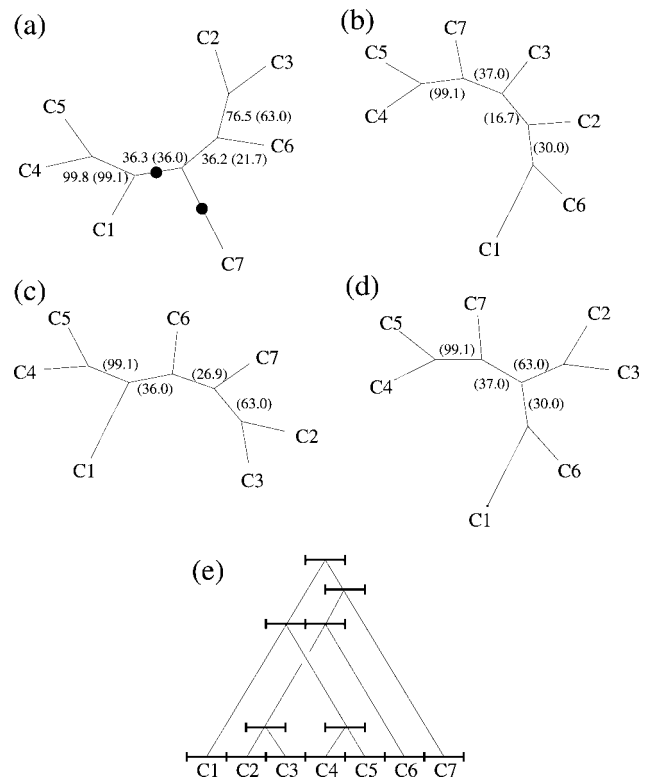 (a)
C2
C3
C5
76.5 (63.0)
C6
36.3 (36.0)
36.2 (21.7)
C4
99.8 (99.1)
C1
C7
(b)
C7
C5
C3
(37.0)
(99.1)
C4
(16.7)
C2
(30.0)
C6
C1
(c)
C5
C6
C7
C4
(99.1)
(26.9)
(36.0)
(63.0)
C2
C1
C3
(d)
C7
C2
C5
(99.1)
(63.0)
C3
C4
(37.0)
(30.0)
C6
C1
(e)
C1 C2 C3 C4 C5 C6 C7